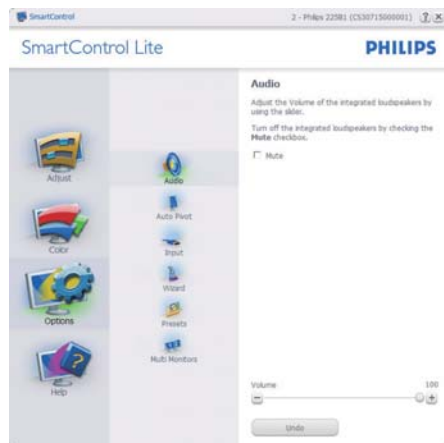 SmartControl
2 - Philips 225B1 (CS30715000001)
SmartControl Lite
PHILIPS
Adjust
Color
Options
Help
Audio
Auto Pivot
Input
Wizard
Presets
Multi Monitors
Audio
Adjust the Volume of the integrated loudspeakers by
using the slider.
Turn off the integrated loudspeakers by checking the
Mute checkbox.
Mute
Volume 100
Undo